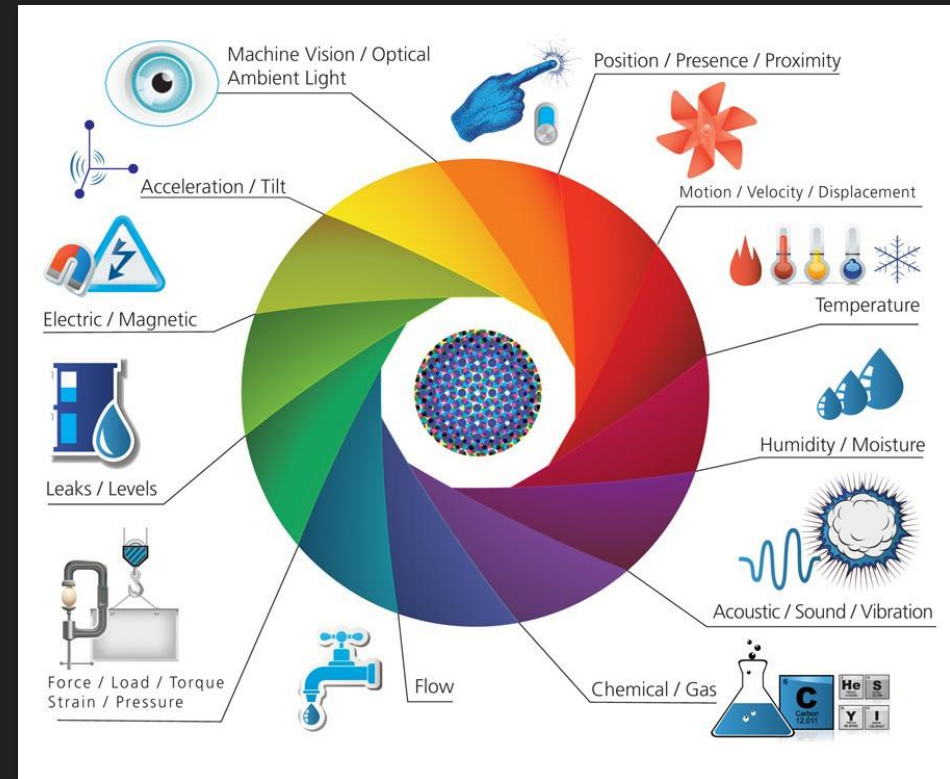 Machine Vision / Optical
Ambient Light
Position / Presence / Proximity
Acceleration / Tilt
Motion / Velocity / Displacement
Electric / Magnetic
Temperature
Leaks / Levels
Humidity / Moisture
Force / Load / Torque
Strain / Pressure
Acoustic / Sound / Vibration
Flow
Chemical / Gas
6
C
Carbon
12.011
He
S
Y
I